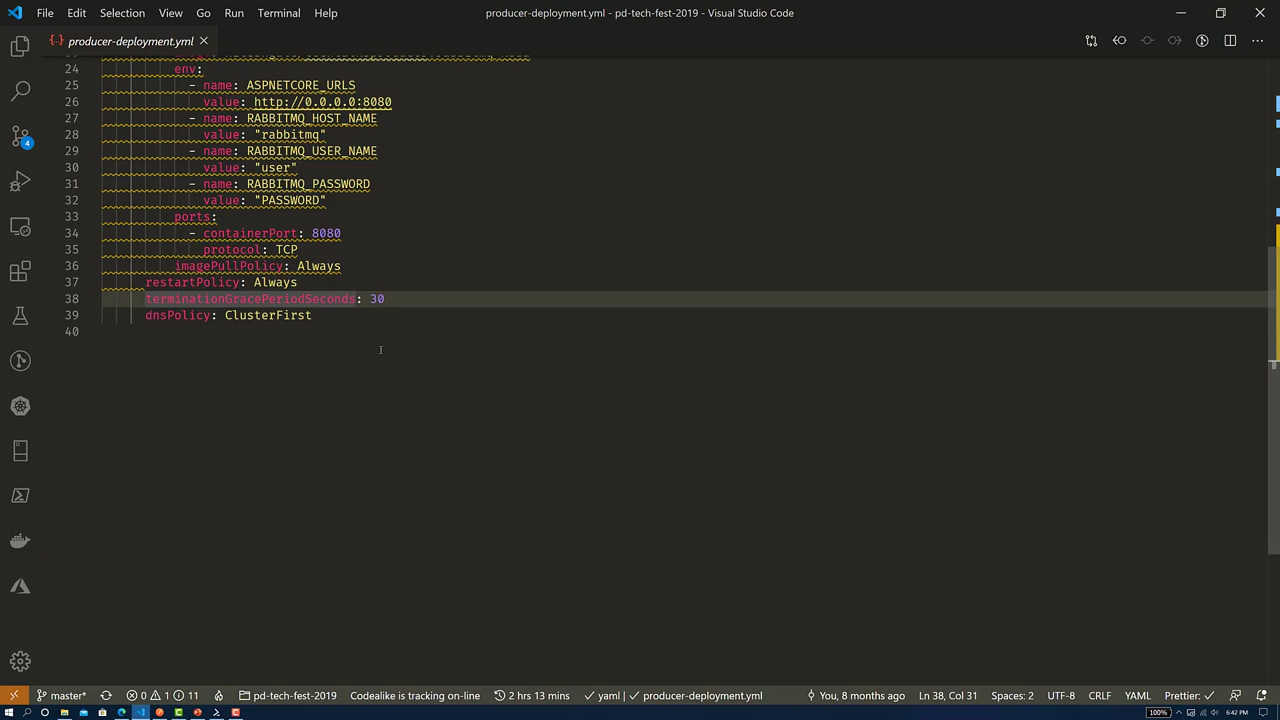 File Edit Selection View Go Run Terminal Help
producer-deployment.yml - pd-tech-fest-2019 - Visual Studio Code
producer-deployment.yml
24 env:
25 - name: ASPNETCORE_URLS
26 value: http://0.0.0.0:8080
27 - name: RABBITMQ_HOST_NAME
28 value: "rabbitmq"
29 - name: RABBITMQ_USER_NAME
30 value: "user"
31 - name: RABBITMQ_PASSWORD
32 value: "PASSWORD"
33 ports:
34 - containerPort: 8080
35 protocol: TCP
36 imagePullPolicy: Always
37 restartPolicy: Always
38 terminationGracePeriodSeconds: 30
39 dnsPolicy: ClusterFirst
40
4
master* 0 1 11 pd-tech-fest-2019 Codealike is tracking on-line 2 hrs 13 mins yaml | producer-deployment.yml You, 8 months ago Ln 38, Col 31 Spaces: 2 UTF-8 CRLF YAML Prettier:
100% 6:42 PM